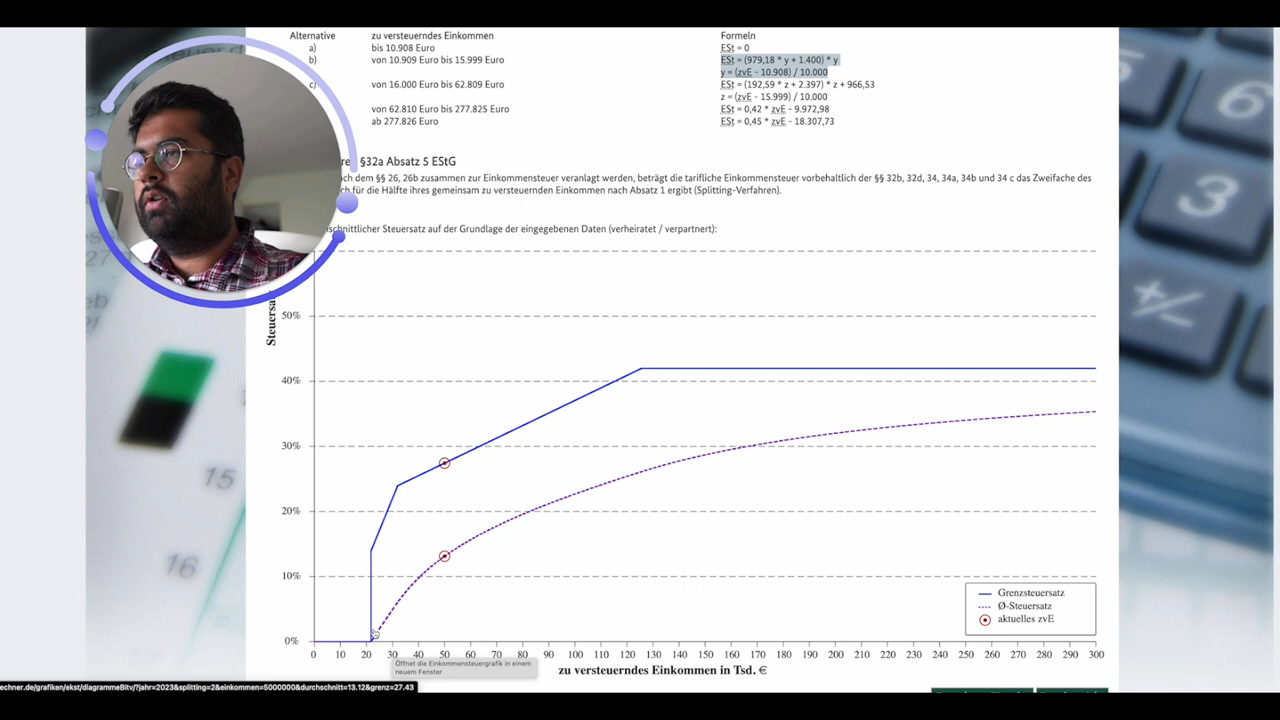 Alternative zu versteuerndes Einkommen Formeln
a) bis 10.908 Euro ESt = 0
b) von 10.909 Euro bis 15.999 Euro ESt = (979,18 * y + 1.400) * y
y = (zvE - 10.908) / 10.000
c) von 16.000 Euro bis 62.809 Euro ESt = (192,59 * z + 2.397) * z + 966,53
z = (zvE - 15.999) / 10.000
von 62.810 Euro bis 277.825 Euro ESt = 0,42 * zvE - 9.972,98
ab 277.826 Euro ESt = 0,45 * zvE - 18.307,73
§32a Absatz 5 EStG
dem §§ 26, 26b zusammen zur Einkommensteuer veranlagt werden, beträgt die tarifliche Einkommensteuer vorbehaltlich der §§ 32b, 32d, 34, 34a, 34b und 34 c das Zweifache des
für die Hälfte ihres gemeinsam zu versteuernden Einkommen nach Absatz 1 ergibt (Splitting-Verfahren).
Steuersatz auf der Grundlage der eingegebenen Daten (verheiratet / verpartnert):
50%
40%
30%
20%
10%
0%
Grenzsteuersatz
Ø-Steuersatz
aktuelles zvE
0 10 20 30 40 50 60 70 80 90 100 110 120 130 140 150 160 170 180 190 200 210 220 230 240 250 260 270 280 290 300
zu versteuerndes Einkommen in Tsd. €
Öffnet die Einkommensteuergrafik in einem
neuem Fenster
echner.de/grafiken/ekst/diagrammeBitv/?jahr=2023&splitting=2&einkommen=5000000&durchschnitt=13.12&grenz=27.43
15
16
5
6
3
+/-